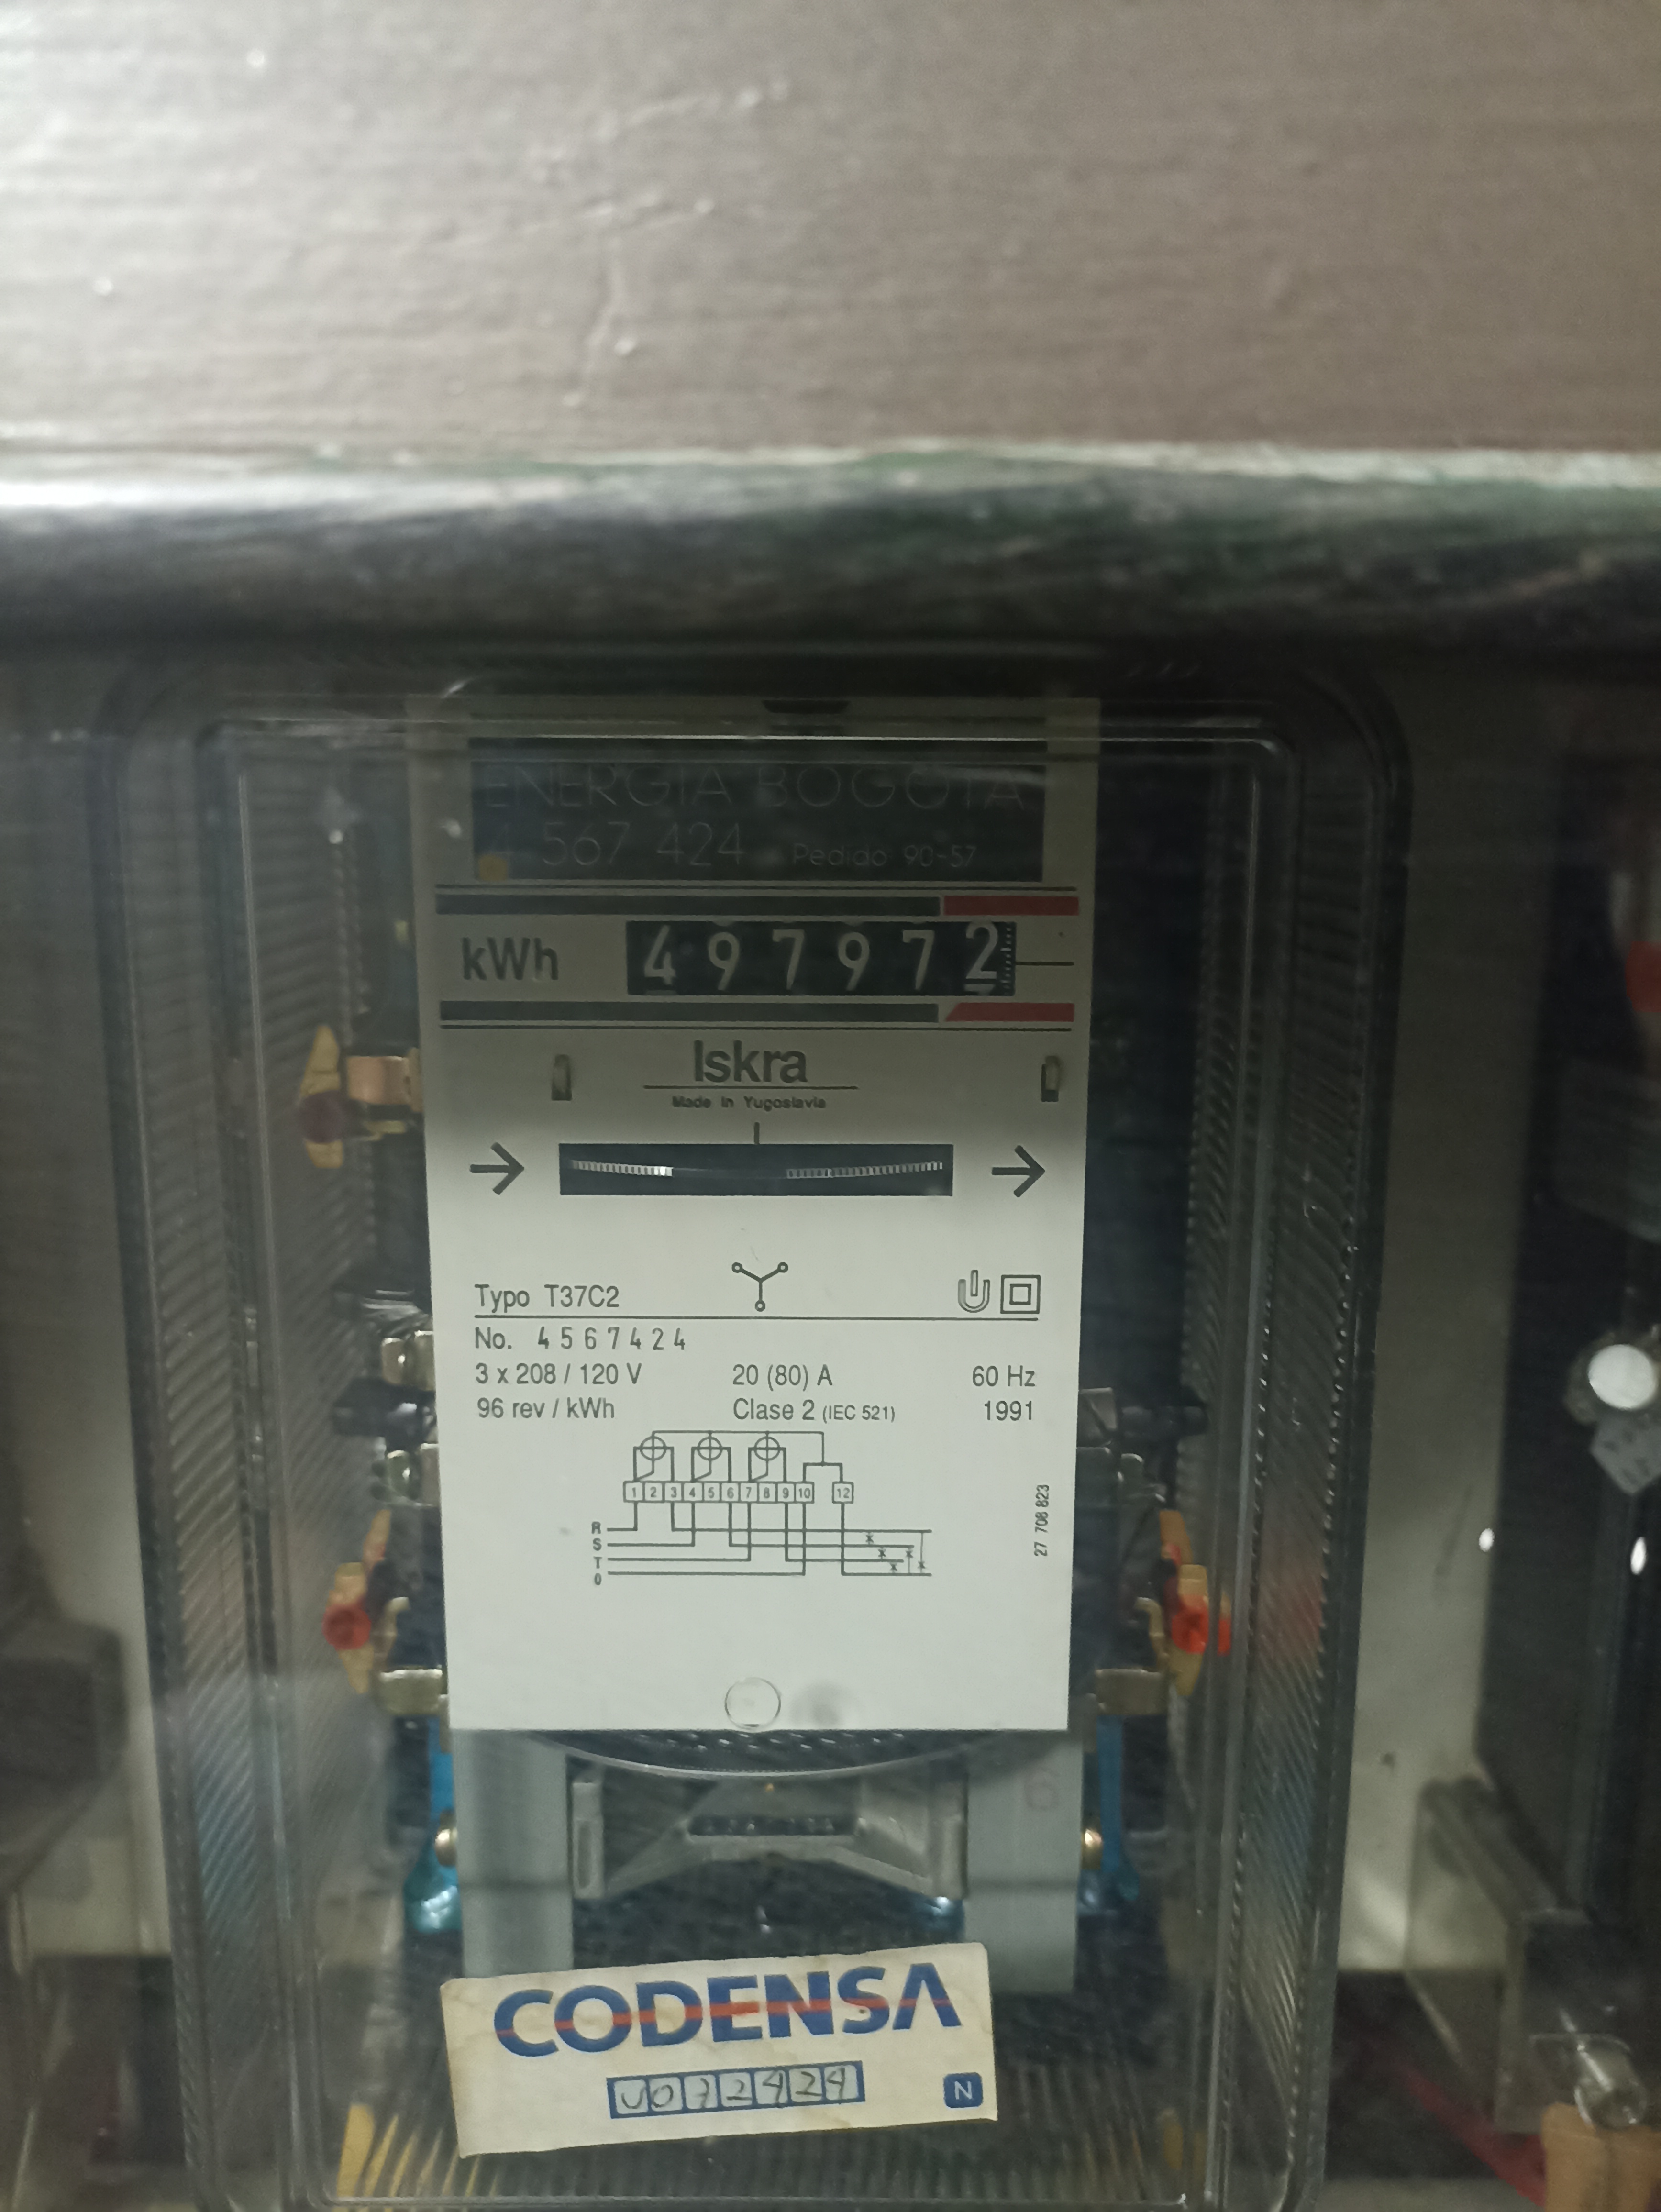 ENERGIA BOGOTA
4 567 424 Pedido 90-57
kWh 497972
Iskra
Made in Yugoslavia
Typo T37C2
No. 4567424
3 x 208 / 120 V 20 (80) A 60 Hz
96 rev / kWh Clase 2 (IEC 521) 1991
1 2 3 4 5 6 7 8 9 10 12
R
S
T
0
27 708 823
CODENSA
U072424
N